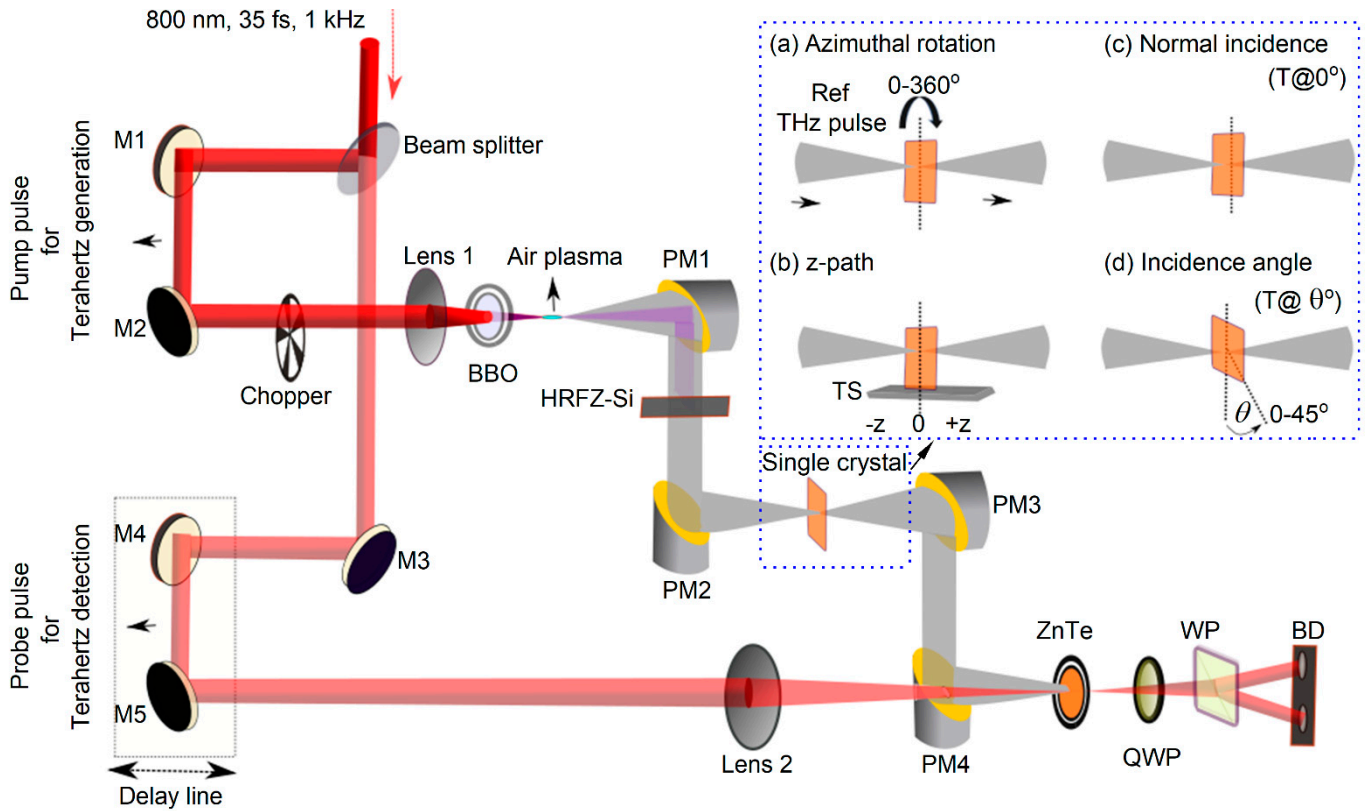 800 nm, 35 fs, 1 kHz
M1
Beam splitter
Pump pulse
for
Terahertz generation
Lens 1
Air plasma
PM1
M2
Chopper
BBO
HRFZ-Si
(a) Azimuthal rotation
0-360°
Ref
THz pulse
(c) Normal incidence
(T@0°)
(b) z-path
TS
-z 0 +z
(d) Incidence angle
(T@ θ°)
θ 0-45°
Single crystal
PM2
PM3
Probe pulse
for
Terahertz detection
M4
M3
M5
Delay line
Lens 2
PM4
ZnTe
QWP
WP
BD